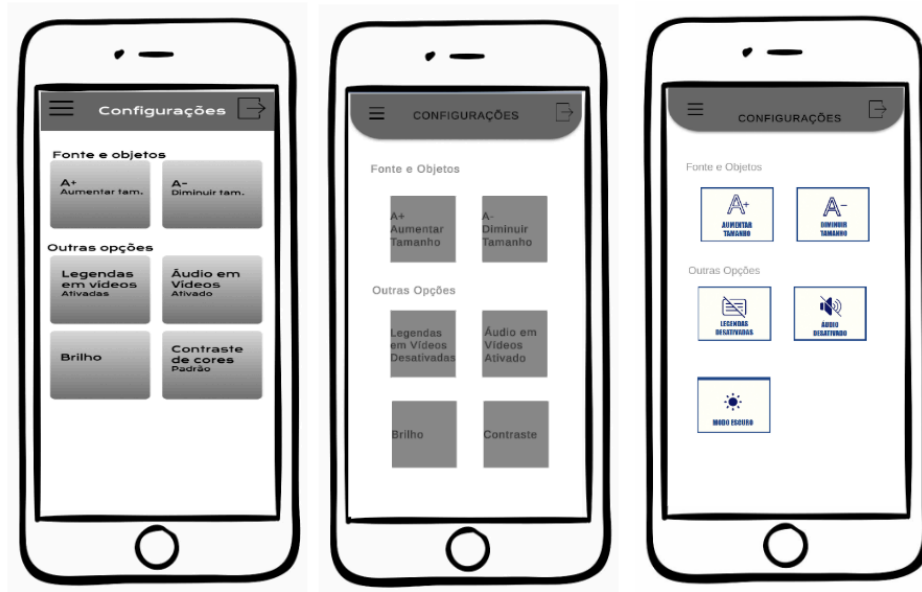 Configurações
Fonte e objetos
A+
Aumentar tam.
A-
Diminuir tam.
Outras opções
Legendas
em vídeos
Ativadas
Áudio em
Vídeos
Ativado
Brilho
Contraste
de cores
Padrão
CONFIGURAÇÕES
Fonte e Objetos
A+
Aumentar
Tamanho
A-
Diminuir
Tamanho
Outras Opções
Legendas
em Vídeos
Desativadas
Áudio em
Vídeos
Ativado
Brilho
Contraste
CONFIGURAÇÕES
Fonte e Objetos
A+
AUMENTAR
TAMANHO
A-
DIMINUIR
TAMANHO
Outras Opções
LEGENDAS
DESATIVADAS
ÁUDIO
DESATIVADO
MODO ESCURO